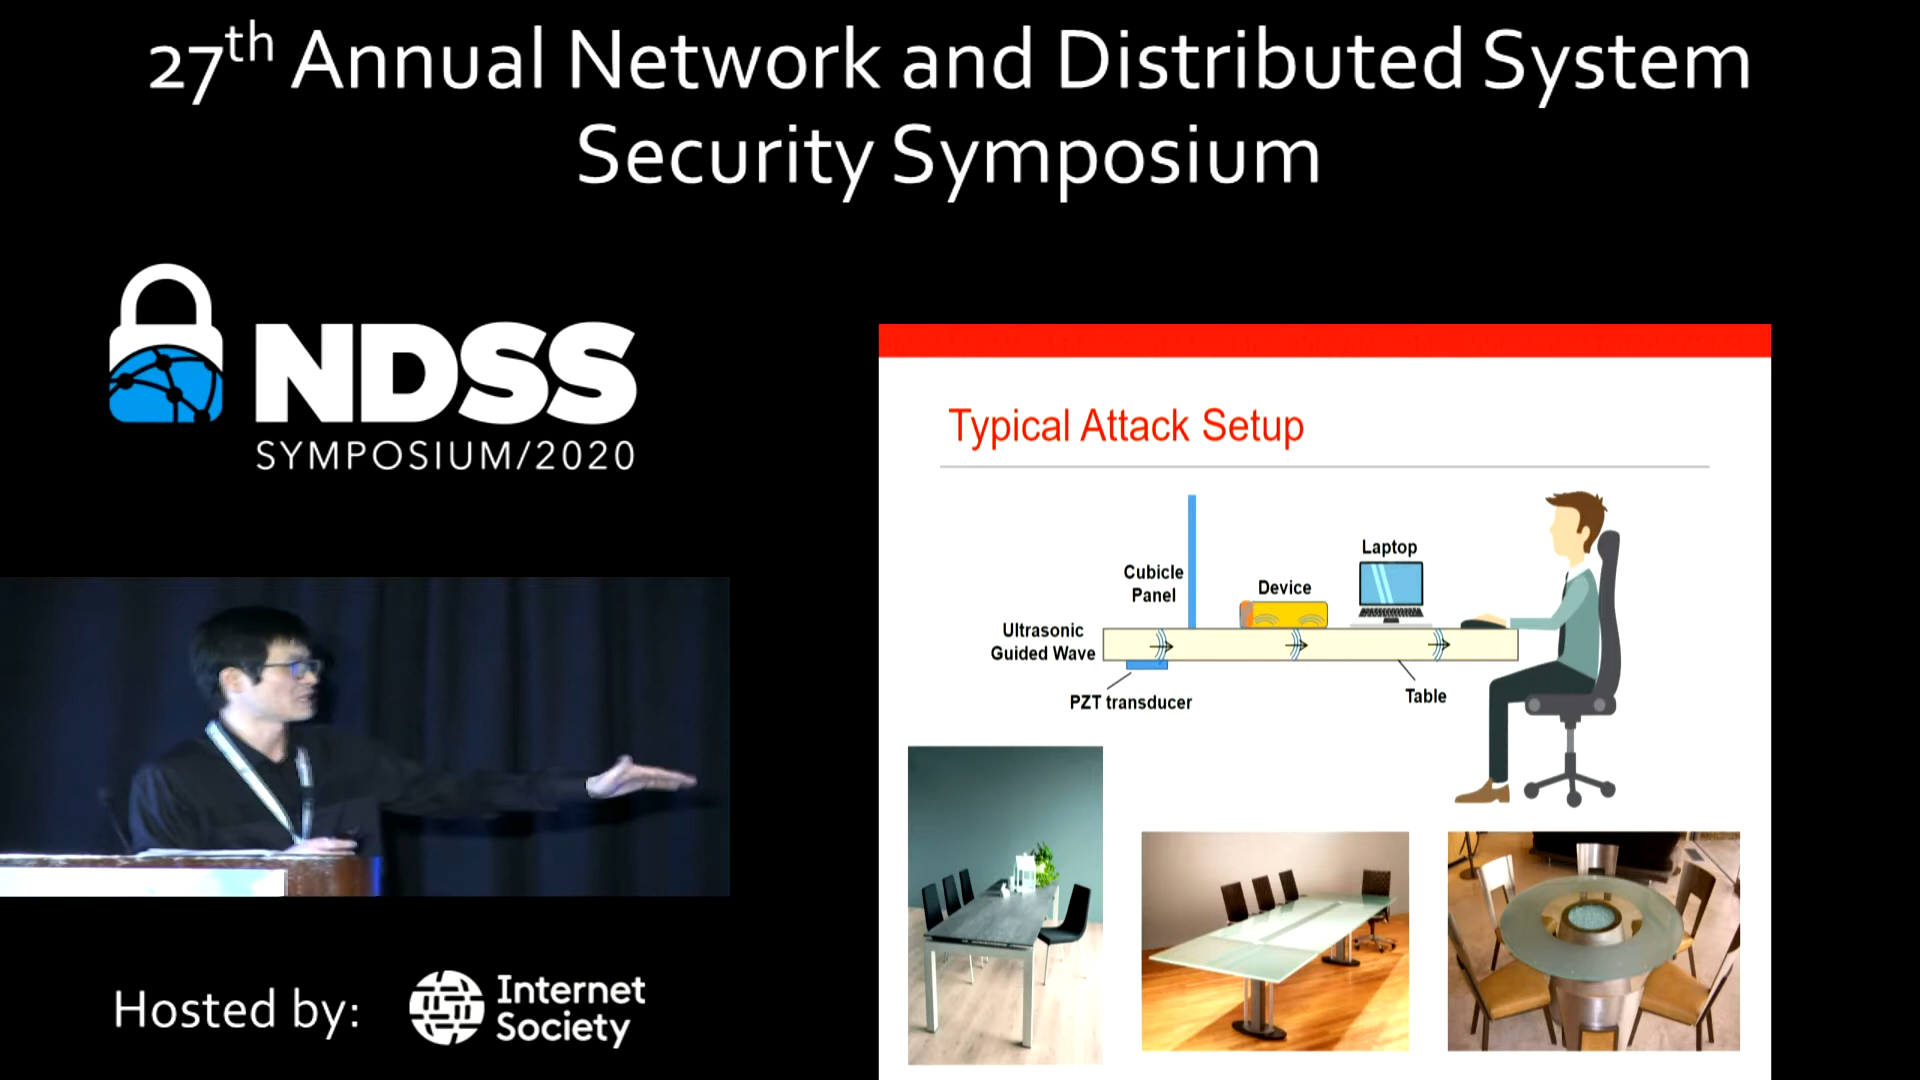 27th Annual Network and Distributed System
Security Symposium
NDSS
SYMPOSIUM/2020
Typical Attack Setup
Laptop
Cubicle
Panel
Device
Ultrasonic
Guided Wave
PZT transducer
Table
Hosted by:
Internet
Society